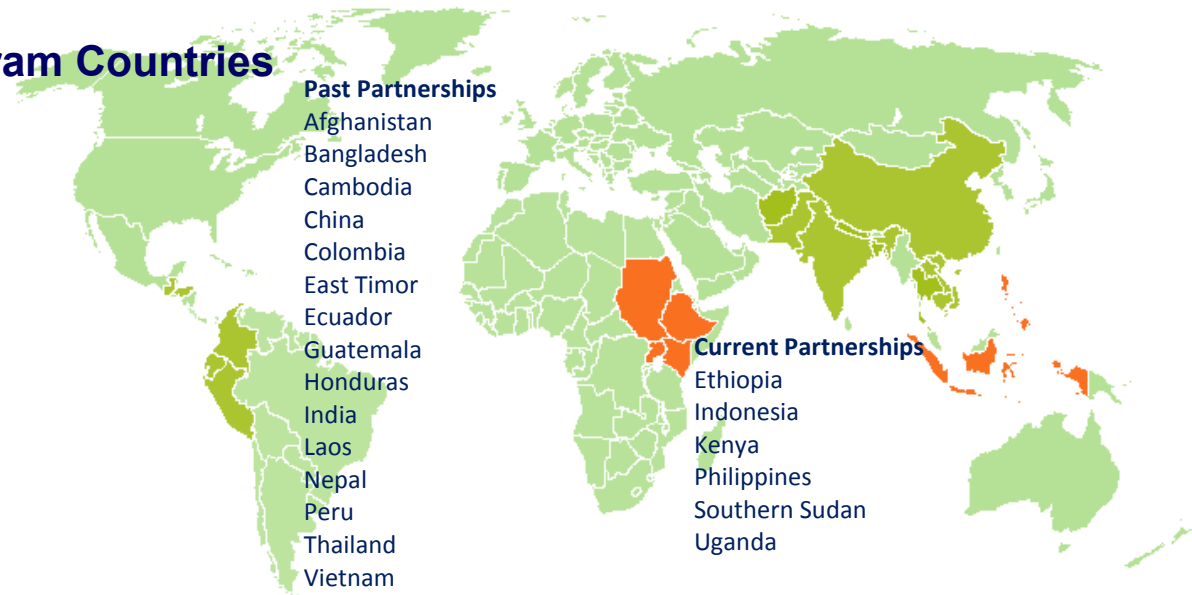 ram Countries
Past Partnerships
Afghanistan
Bangladesh
Cambodia
China
Colombia
East Timor
Ecuador
Guatemala
Honduras
India
Laos
Nepal
Peru
Thailand
Vietnam
Current Partnerships
Ethiopia
Indonesia
Kenya
Philippines
Southern Sudan
Uganda